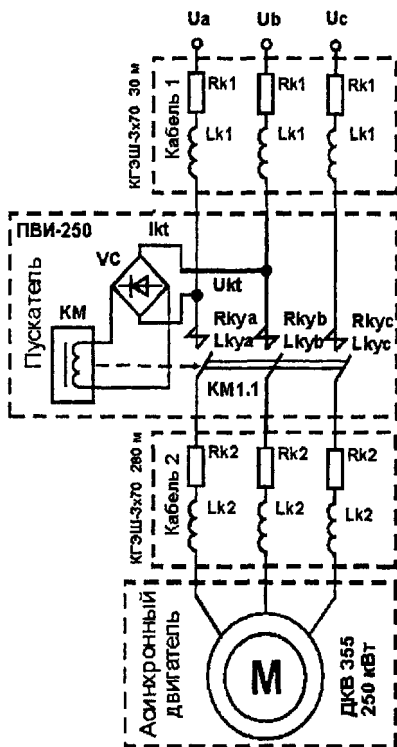 Ua Ub Uc
КГЭШ-3х70 30 м
Кабель 1
Rk1 Rk1 Rk1
Lk1 Lk1 Lk1
ПВИ-250
Пускатель
Ikt
VC
Ukt
КМ
Rkya Rkyb Rkyc
Lkya Lkyb Lkyc
КМ1.1
КГЭШ-3х70 280 м
Кабель 2
Rk2 Rk2 Rk2
Lk2 Lk2 Lk2
Асинхронный
двигатель
М
ДКВ 355
250 кВт